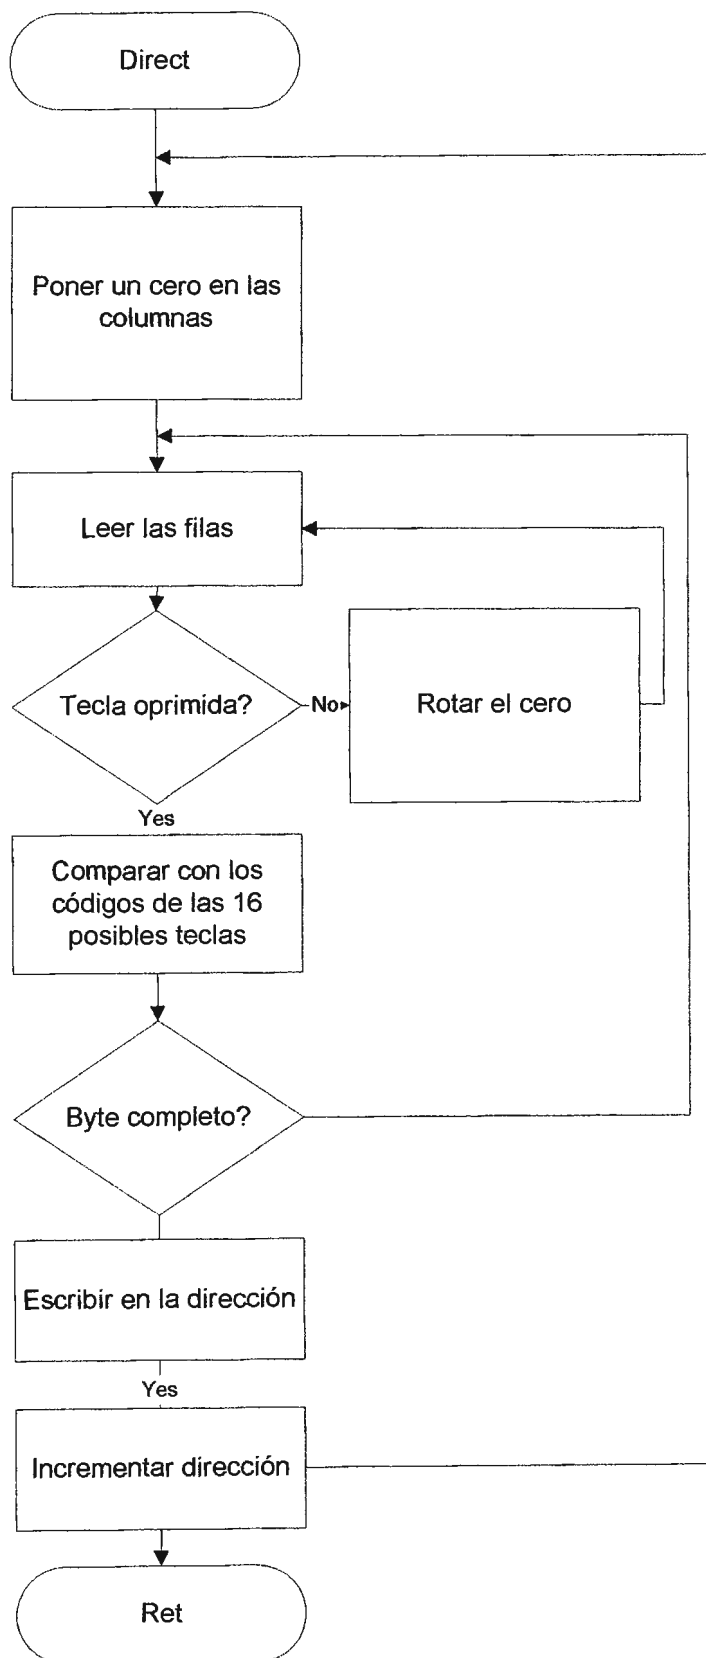 Direct
Poner un cero en las
columnas
Leer las filas
Tecla oprimida?
No
Rotar el cero
Yes
Comparar con los
códigos de las 16
posibles teclas
Byte completo?
Escribir en la dirección
Yes
Incrementar dirección
Ret